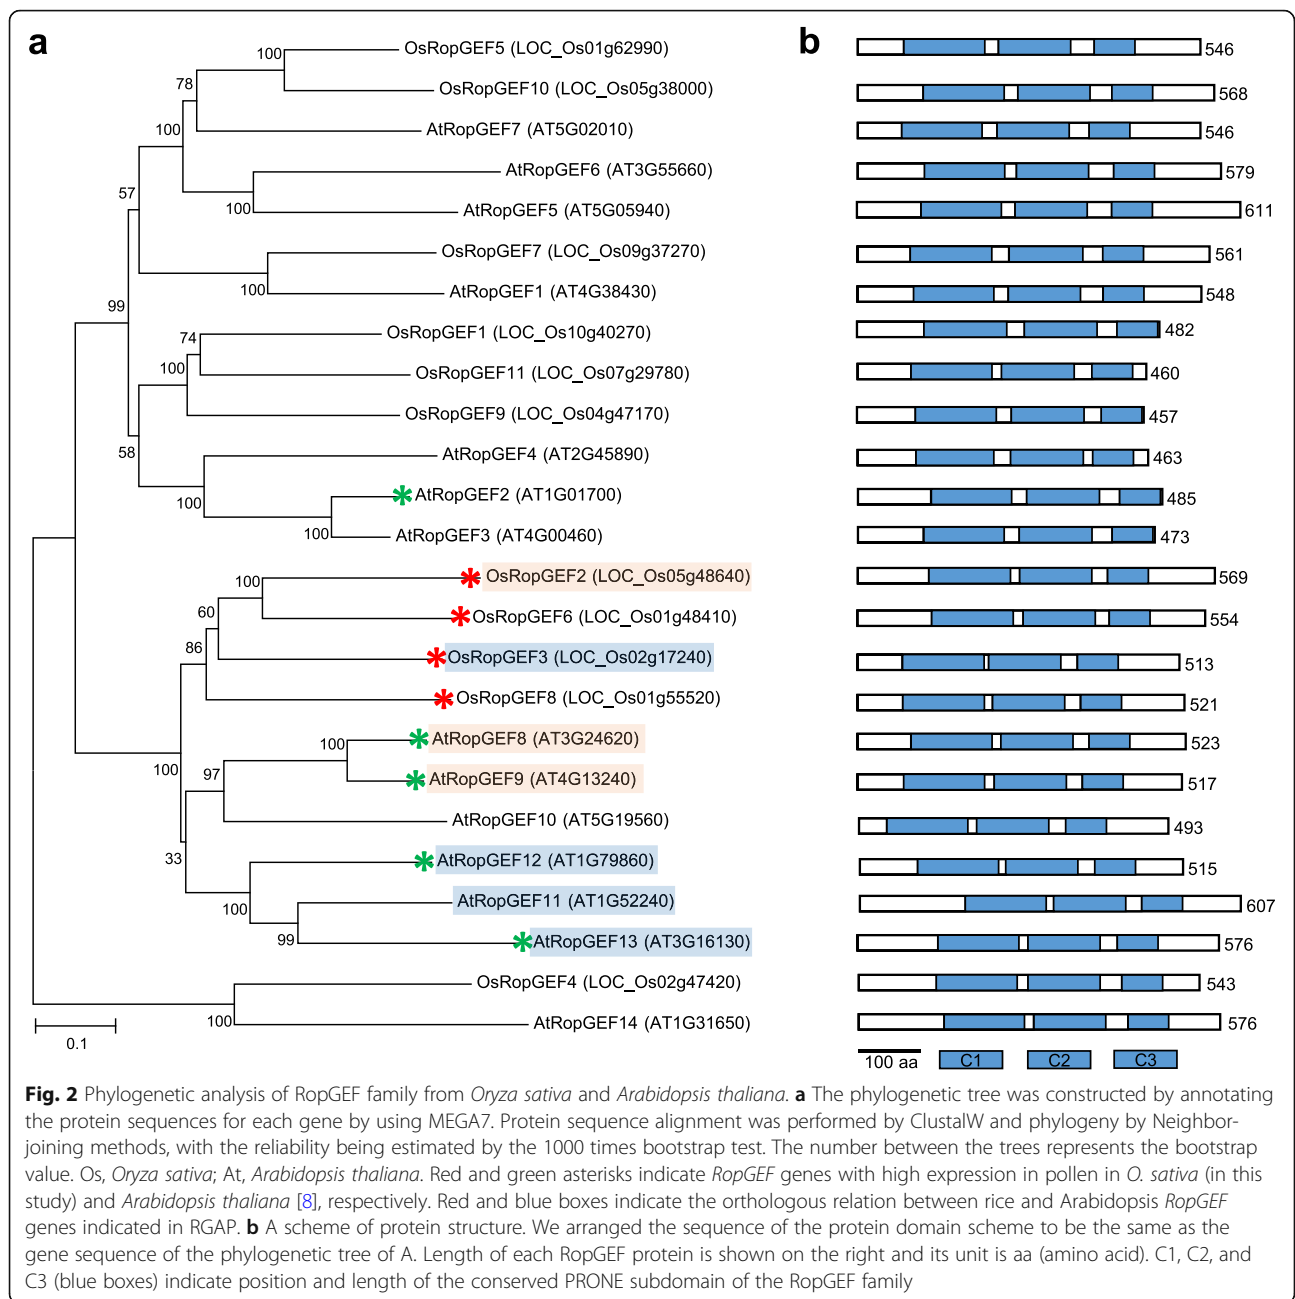 a
b
100
OsRopGEF5 (LOC_Os01g62990)
546
78
OsRopGEF10 (LOC_Os05g38000)
568
100
AtRopGEF7 (AT5G02010)
546
AtRopGEF6 (AT3G55660)
579
57
100
AtRopGEF5 (AT5G05940)
611
OsRopGEF7 (LOC_Os09g37270)
561
100
AtRopGEF1 (AT4G38430)
548
99
OsRopGEF1 (LOC_Os10g40270)
482
74
100
OsRopGEF11 (LOC_Os07g29780)
460
OsRopGEF9 (LOC_Os04g47170)
457
58
AtRopGEF4 (AT2G45890)
463
100
AtRopGEF2 (AT1G01700)
485
100
AtRopGEF3 (AT4G00460)
473
100
OsRopGEF2 (LOC_Os05g48640)
569
60
OsRopGEF6 (LOC_Os01g48410)
554
86
OsRopGEF3 (LOC_Os02g17240)
513
OsRopGEF8 (LOC_Os01g55520)
521
100
AtRopGEF8 (AT3G24620)
523
100
97
AtRopGEF9 (AT4G13240)
517
AtRopGEF10 (AT5G19560)
493
33
AtRopGEF12 (AT1G79860)
515
100
AtRopGEF11 (AT1G52240)
607
99
AtRopGEF13 (AT3G16130)
576
OsRopGEF4 (LOC_Os02g47420)
543
100
AtRopGEF14 (AT1G31650)
576
0.1
100 aa
C1
C2
C3
Fig. 2 Phylogenetic analysis of RopGEF family from Oryza sativa and Arabidopsis thaliana. a The phylogenetic tree was constructed by annotating
the protein sequences for each gene by using MEGA7. Protein sequence alignment was performed by ClustalW and phylogeny by Neighbor-
joining methods, with the reliability being estimated by the 1000 times bootstrap test. The number between the trees represents the bootstrap
value. Os, Oryza sativa; At, Arabidopsis thaliana. Red and green asterisks indicate RopGEF genes with high expression in pollen in O. sativa (in this
study) and Arabidopsis thaliana [8], respectively. Red and blue boxes indicate the orthologous relation between rice and Arabidopsis RopGEF
genes indicated in RGAP. b A scheme of protein structure. We arranged the sequence of the protein domain scheme to be the same as the
gene sequence of the phylogenetic tree of A. Length of each RopGEF protein is shown on the right and its unit is aa (amino acid). C1, C2, and
C3 (blue boxes) indicate position and length of the conserved PRONE subdomain of the RopGEF family